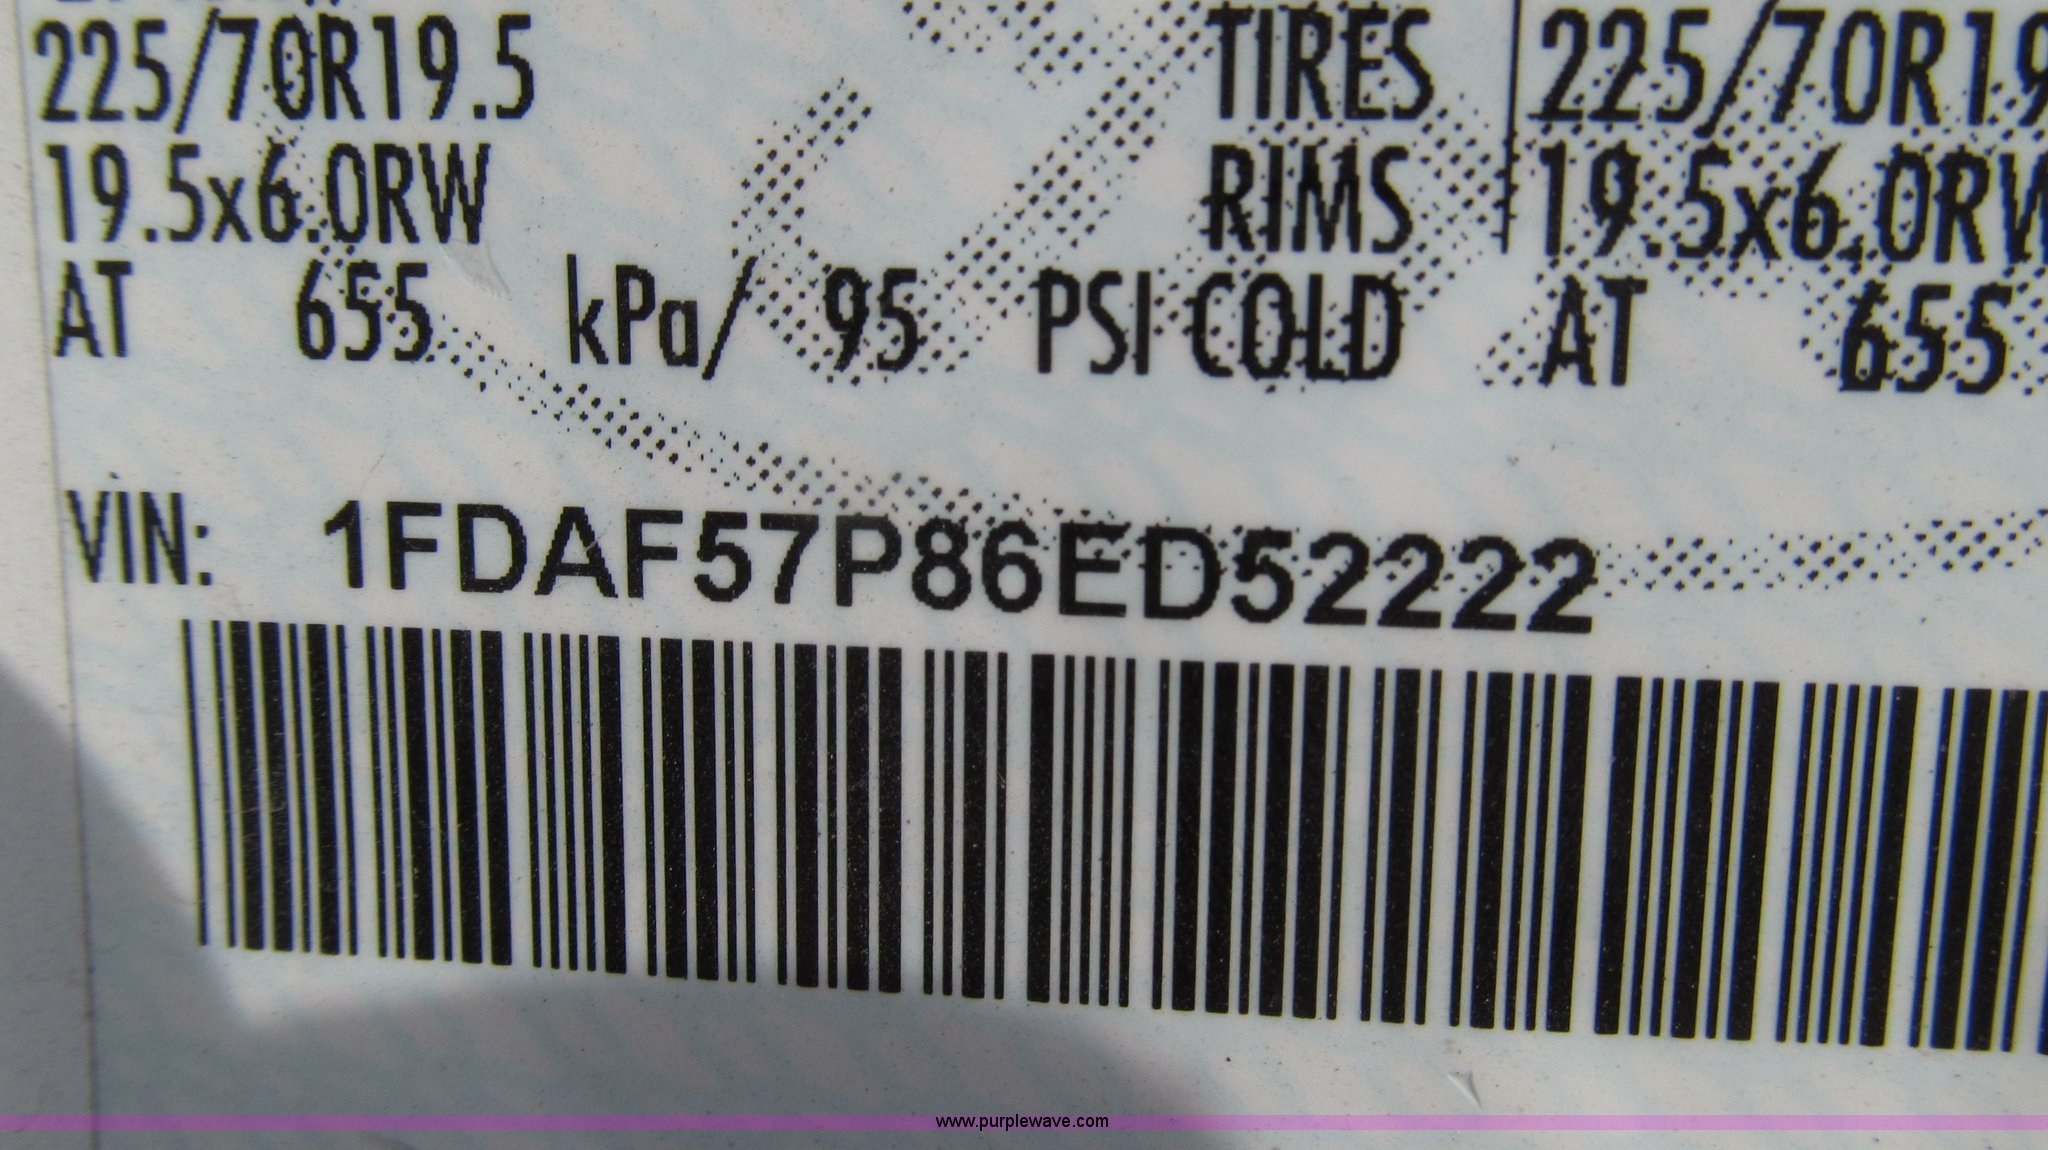 225/70R19.5 TIRES 225/70R19
19.5x6.0RW RIMS 19.5x6.0RW
AT 655 kPa/ 95 PSI COLD AT 655
VIN: 1FDAF57P86ED52222
www.purplewave.com